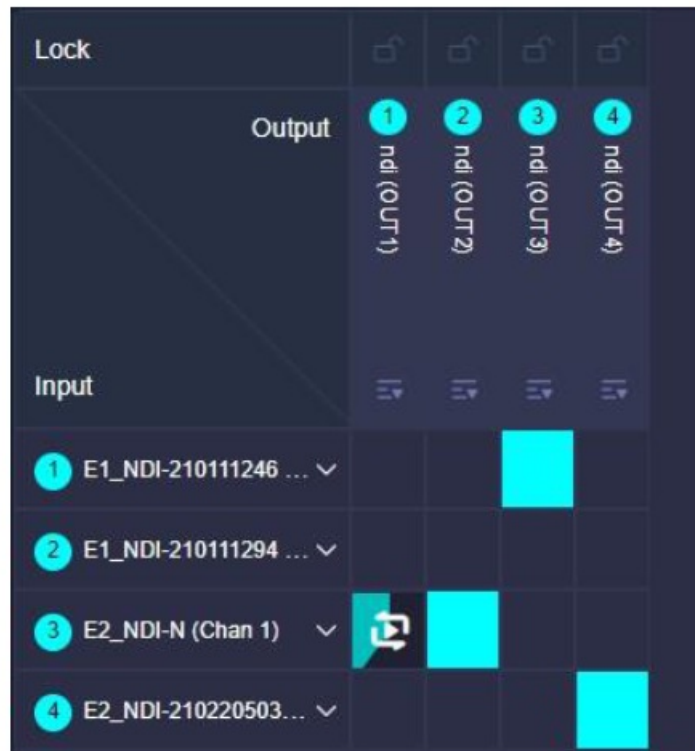 Lock
Output
1
2
3
4
ndi (OUT1)
ndi (OUT2)
ndi (OUT3)
ndi (OUT4)
Input
1 E1_NDI-210111246 ...
2 E1_NDI-210111294 ...
3 E2_NDI-N (Chan 1)
4 E2_NDI-210220503...